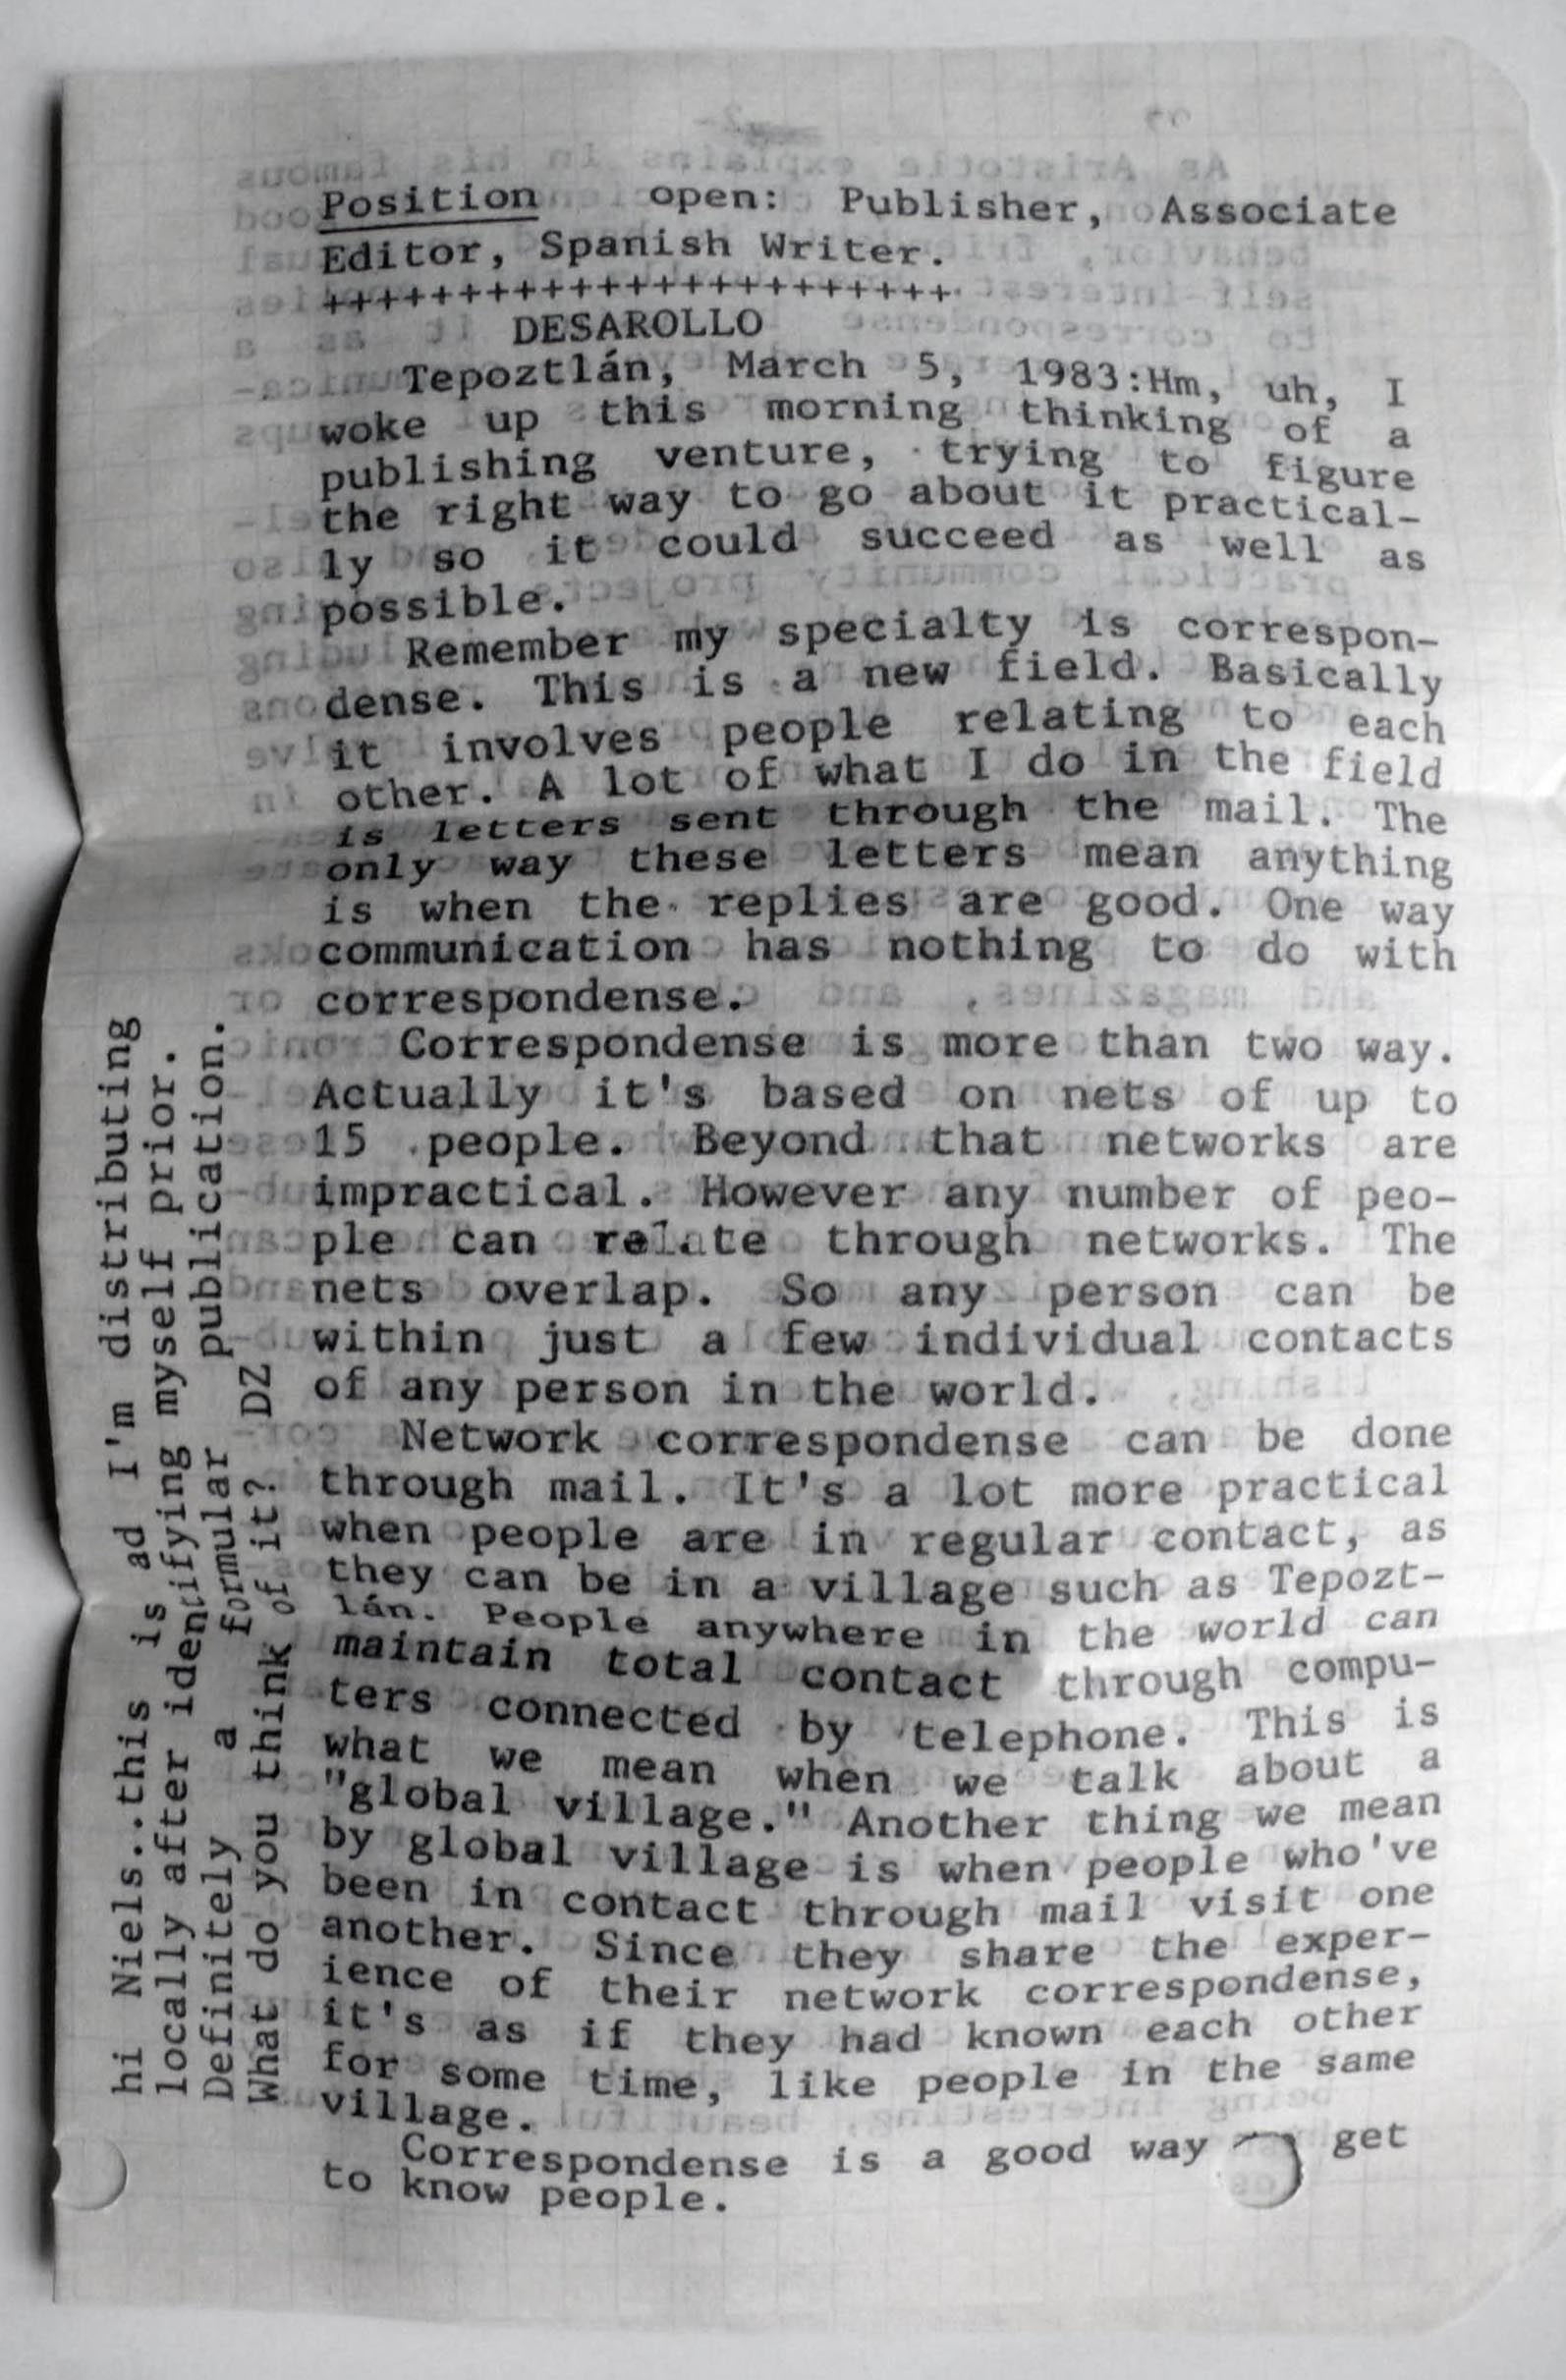 Position open: Publisher, Associate
Editor, Spanish Writer.
+++++++++++++++++++++++
DESAROLLO
Tepoztlán, March 5, 1983:Hm, uh, I
woke up this morning thinking of a
publishing venture, trying to figure
the right way to go about it practical-
ly so it could succeed as well as
possible.
Remember my specialty is correspon-
dense. This is a new field. Basically
it involves people relating to each
other. A lot of what I do in the field
is letters sent through the mail. The
only way these letters mean anything
is when the replies are good. One way
communication has nothing to do with
correspondense.
Correspondense is more than two way.
Actually it's based on nets of up to
15 people. Beyond that networks are
impractical. However any number of peo-
ple can relate through networks. The
nets overlap. So any person can be
within just a few individual contacts
of any person in the world.
Network correspondense can be done
through mail. It's a lot more practical
when people are in regular contact, as
they can be in a village such as Tepozt-
lán. People anywhere in the world can
maintain total contact through compu-
ters connected by telephone. This is
what we mean when we talk about a
"global village." Another thing we mean
by global village is when people who've
been in contact through mail visit one
another. Since they share the exper-
ience of their network correspondense,
it's as if they had known each other
for some time, like people in the same
village.
Correspondense is a good way get
to know people.
hi Niels..this is ad I'm distributing
locally after identifying myself prior.
Definitely a formular publication.
What do you think of it? DZ